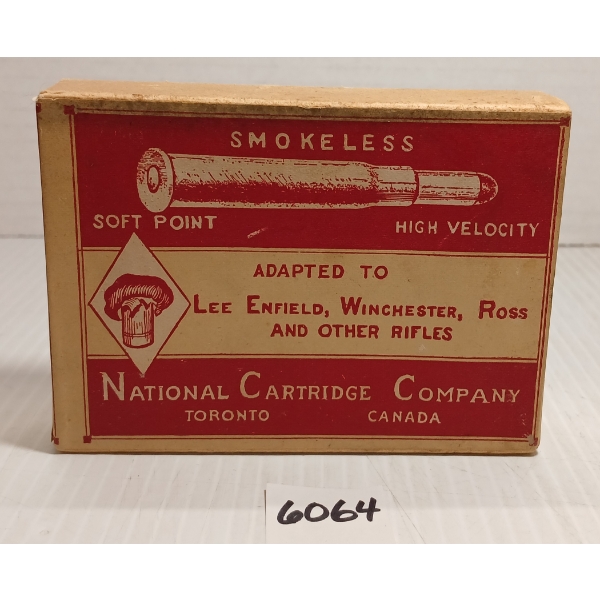 SMOKELESS
SOFT POINT HIGH VELOCITY
ADAPTED TO
LEE ENFIELD, WINCHESTER, ROSS
AND OTHER RIFLES
NATIONAL CARTRIDGE COMPANY
TORONTO CANADA
6064